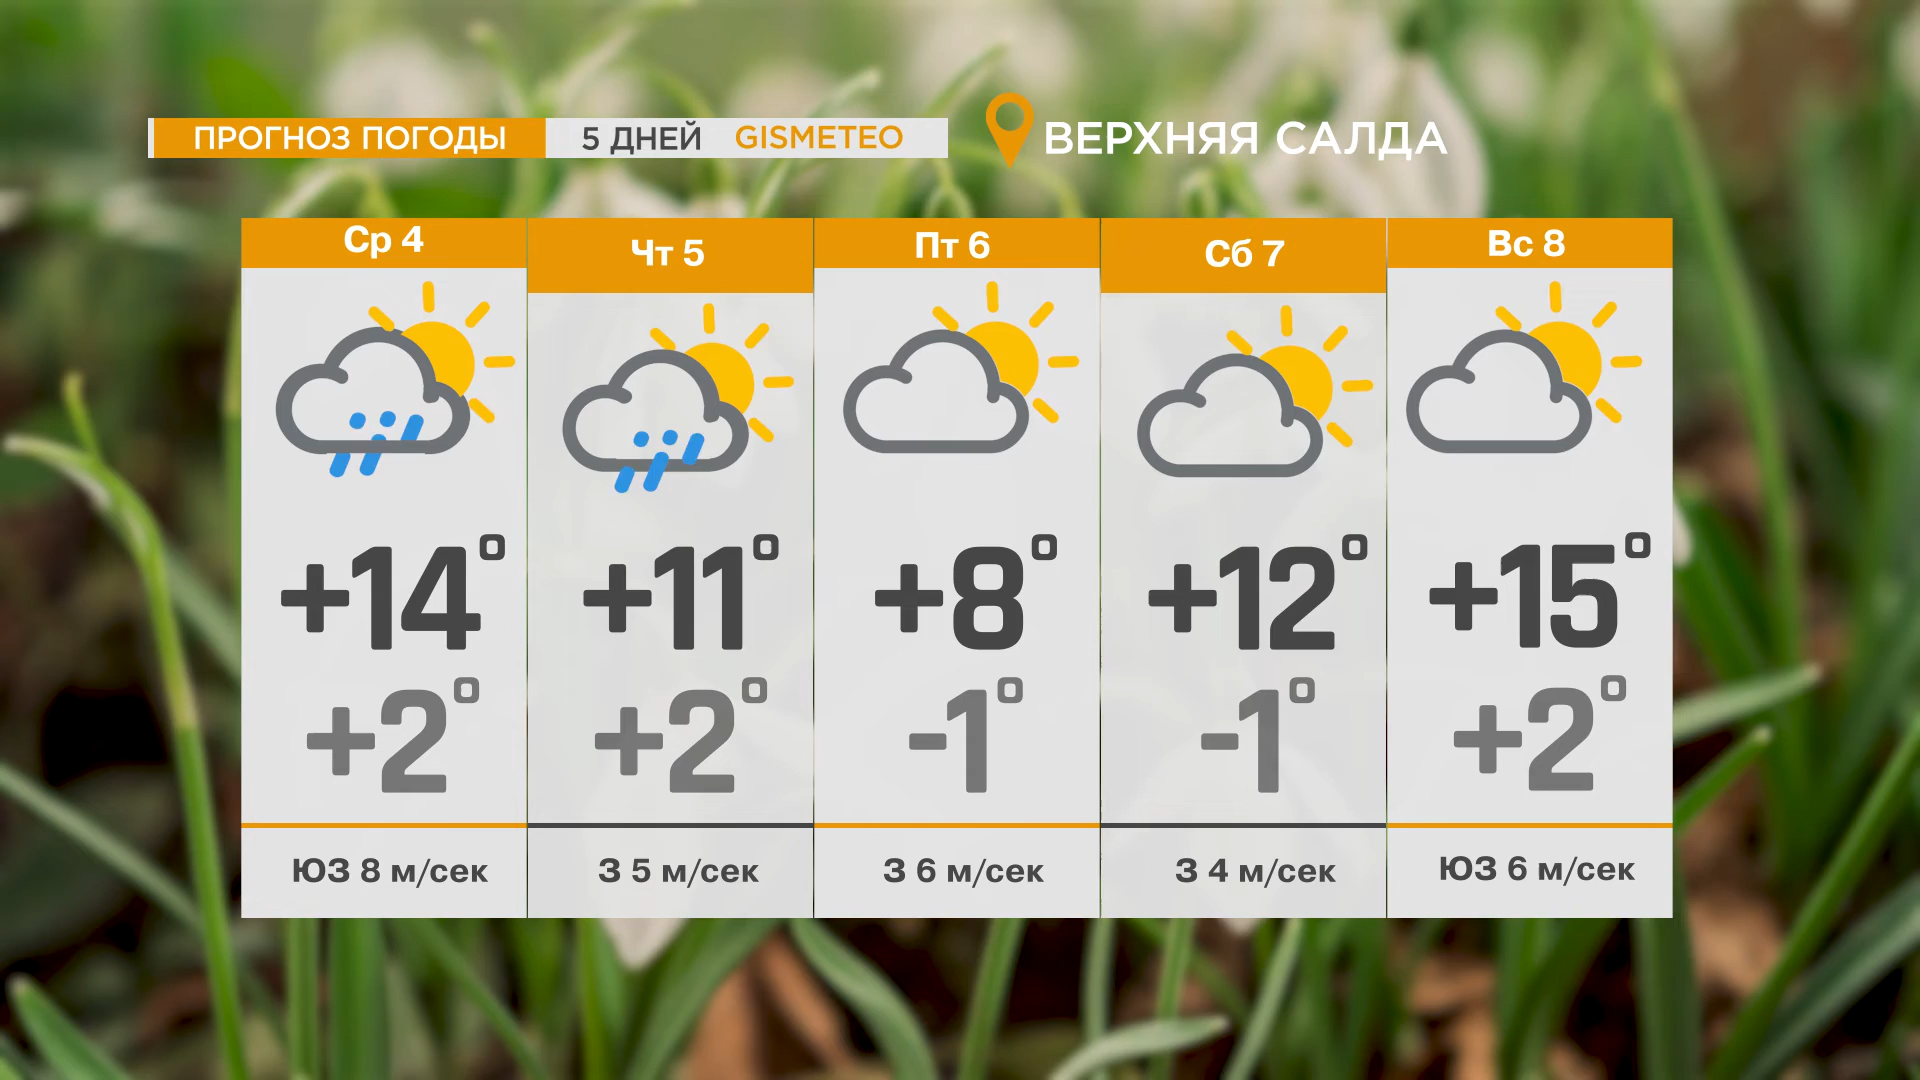 ПРОГНОЗ ПОГОДЫ 5 ДНЕЙ GISMETEO ВЕРХНЯЯ САЛДА
Ср 4 Чт 5 Пт 6 Сб 7 Вс 8
+14° +11° +8° +12° +15°
+2° +2° -1° -1° +2°
ЮЗ 8 м/сек З 5 м/сек З 6 м/сек З 4 м/сек ЮЗ 6 м/сек